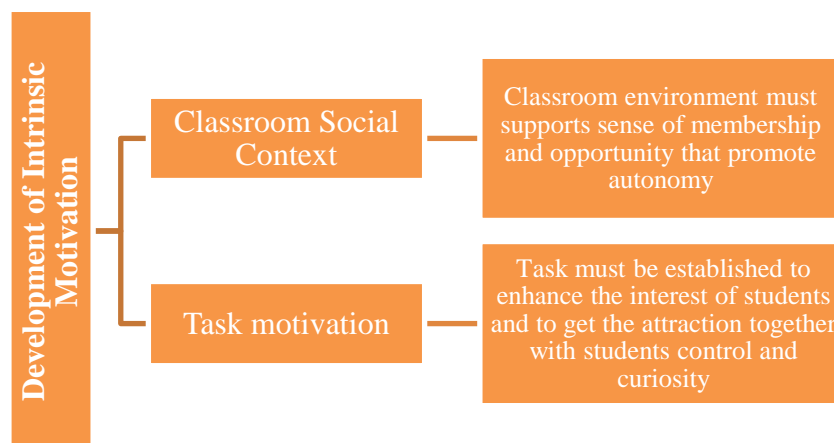 Development of Intrinsic
Motivation
Classroom Social
Context
Classroom environment must
supports sense of membership
and opportunity that promote
autonomy
Task motivation
Task must be established to
enhance the interest of students
and to get the attraction together
with students control and
curiosity